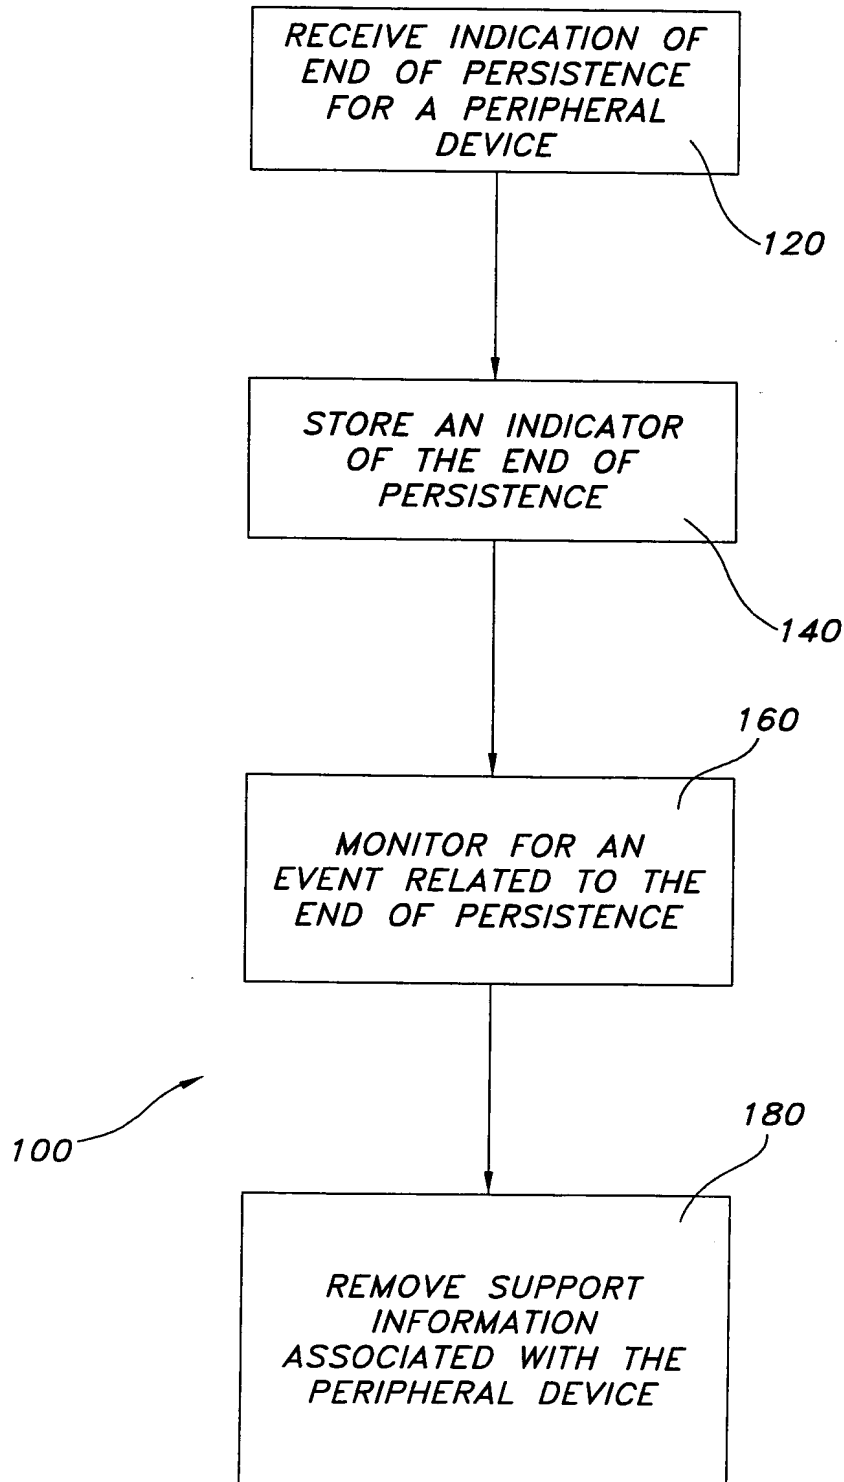 RECEIVE INDICATION OF
END OF PERSISTENCE
FOR A PERIPHERAL
DEVICE
120
STORE AN INDICATOR
OF THE END OF
PERSISTENCE
140
160
MONITOR FOR AN
EVENT RELATED TO THE
END OF PERSISTENCE
100
180
REMOVE SUPPORT
INFORMATION
ASSOCIATED WITH THE
PERIPHERAL DEVICE